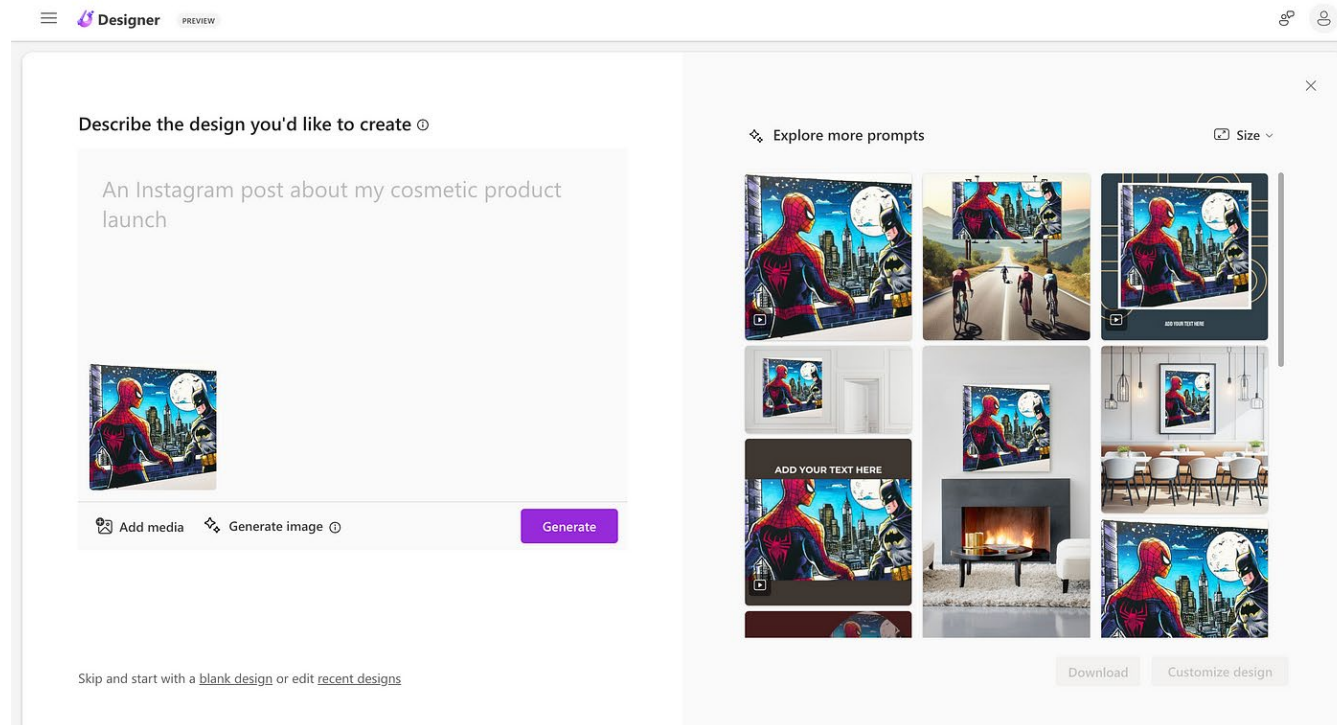 Designer PREVIEW
Describe the design you'd like to create
An Instagram post about my cosmetic product
launch
Add media
Generate image
Generate
Skip and start with a blank design or edit recent designs
Explore more prompts
Size
ADD YOUR TEXT HERE
ADD YOUR TEXT HERE
Download
Customize design